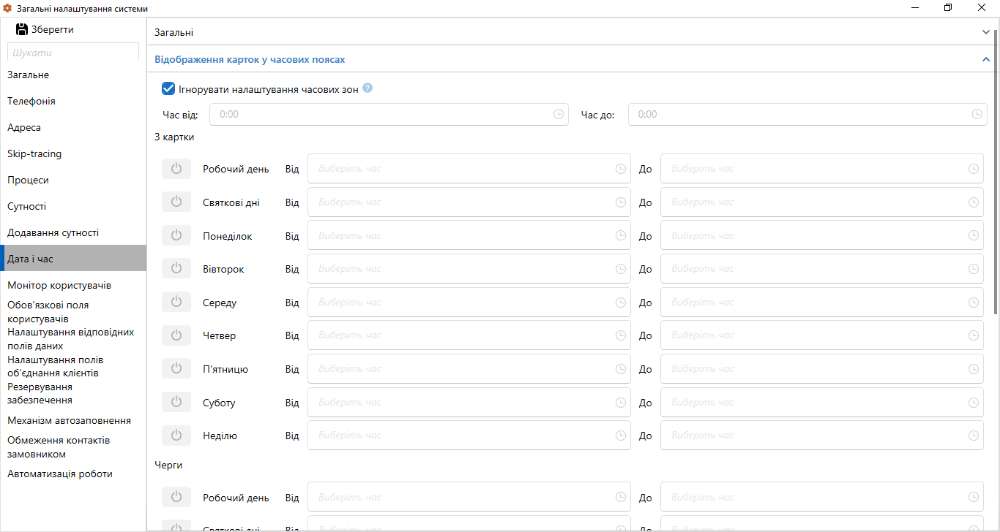 Загальні налаштування системи
Зберегти
Шукати
Загальне
Телефонія
Адреса
Skip-tracing
Процеси
Сутності
Додавання сутності
Дата і час
Монітор користувачів
Обов'язкові поля
користувачів
Налаштування відповідних
полів даних
Налаштування полів
об'єднання клієнтів
Резервування
забезпечення
Механізм автозаповнення
Обмеження контактів
замовником
Автоматизація роботи
Загальні
Відображення карток у часових поясах
Ігнорувати налаштування часових зон ?
Час від: 0:00 Час до: 0:00
З картки
Робочий день Від Виберіть час До Виберіть час
Святкові дні Від Виберіть час До Виберіть час
Понеділок Від Виберіть час До Виберіть час
Вівторок Від Виберіть час До Виберіть час
Середу Від Виберіть час До Виберіть час
Четвер Від Виберіть час До Виберіть час
П'ятницю Від Виберіть час До Виберіть час
Суботу Від Виберіть час До Виберіть час
Неділю Від Виберіть час До Виберіть час
Черги
Робочий день Від Виберіть час До Виберіть час
Святкові дні Від Виберіть час До Виберіть час